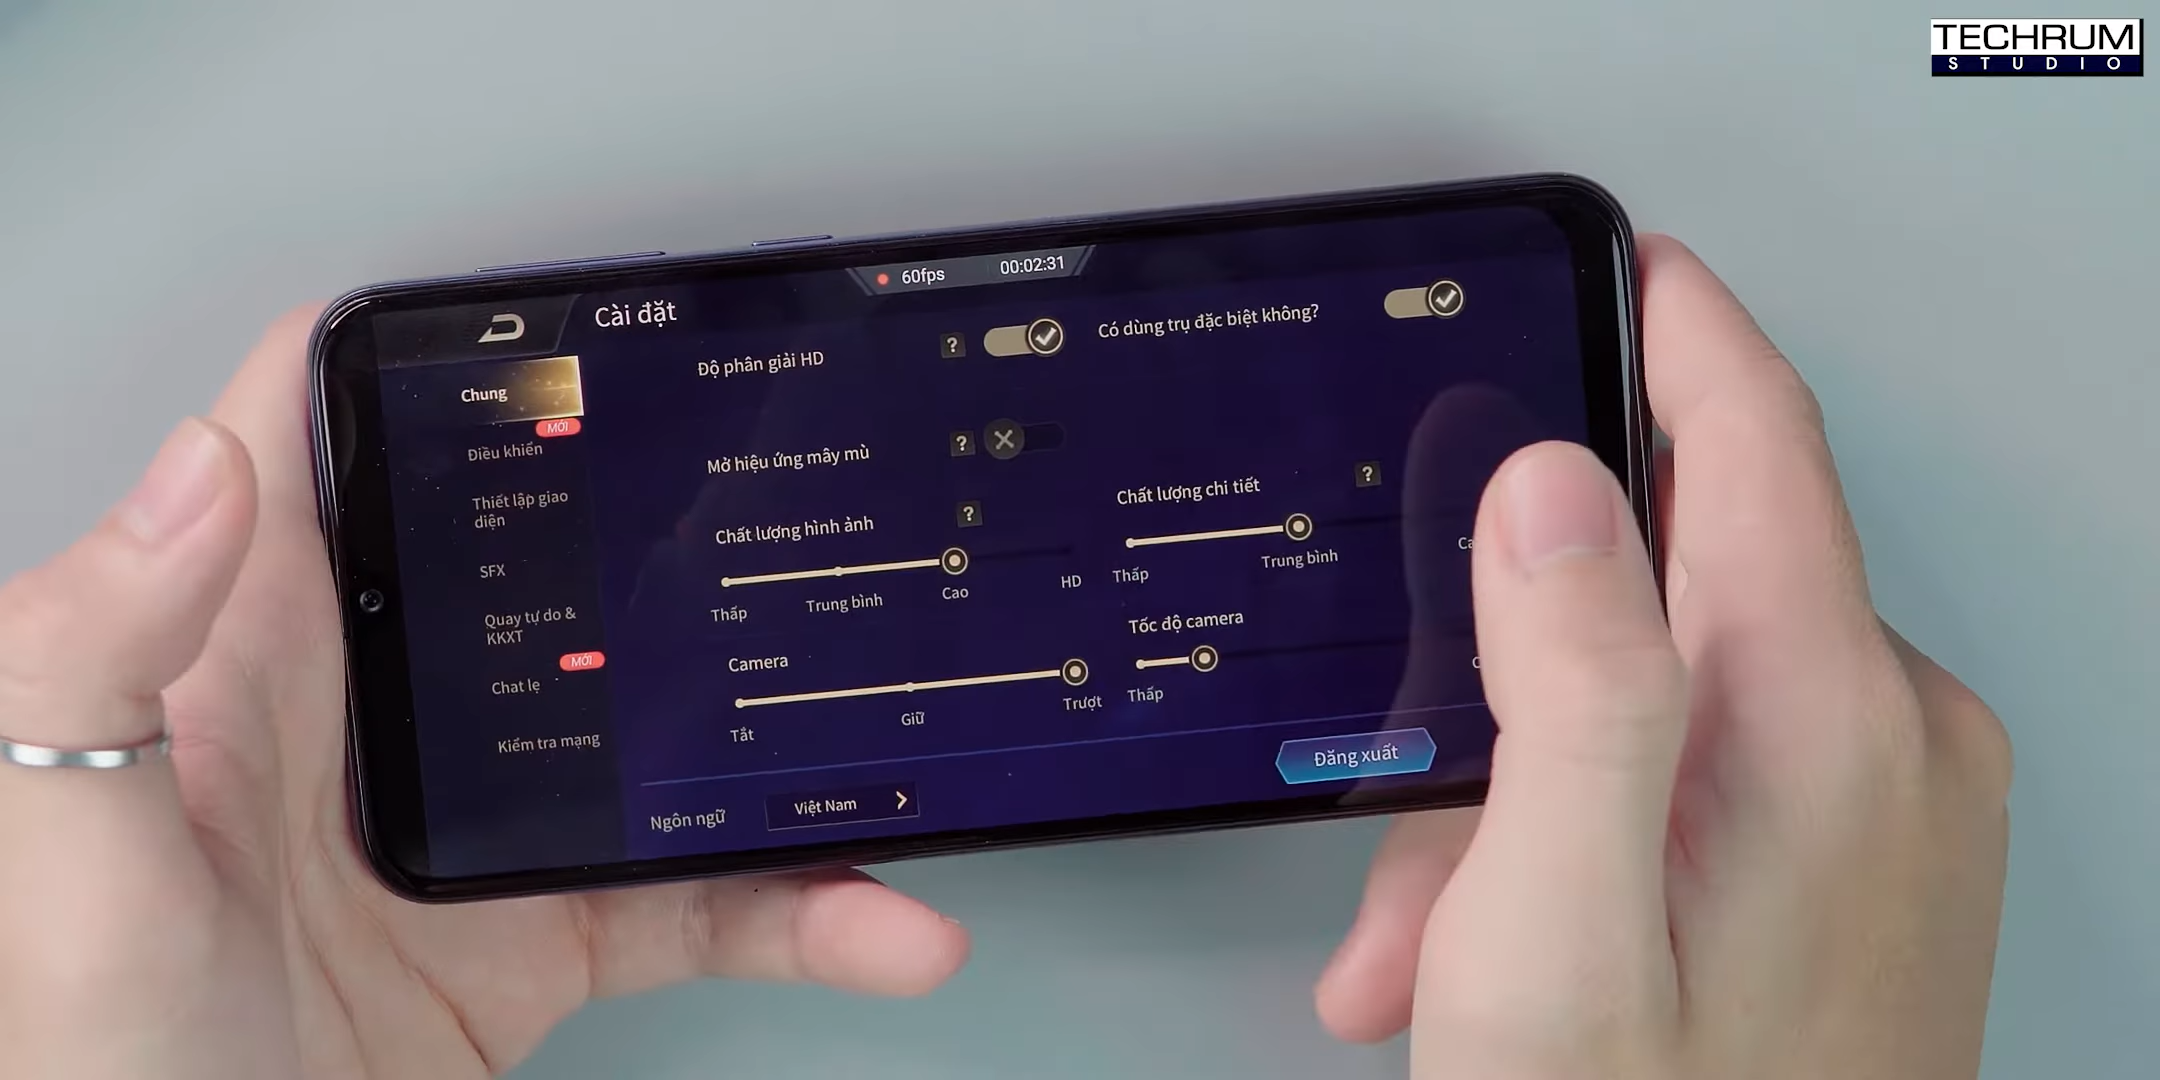 TECHRUM
STUDIO
60fps
00:02:31
Cài đặt
Chung
MỚI
Điều khiển
Thiết lập giao
diện
SFX
Quay tự do &
KKXT
MỚI
Chat lẹ
Kiểm tra mạng
Độ phân giải HD
?
Có dùng trụ đặc biệt không?
Mở hiệu ứng mây mù
?
Chất lượng hình ảnh
?
Thấp
Trung bình
Cao
HD
Chất lượng chi tiết
?
Thấp
Trung bình
Camera
Tắt
Giữ
Trượt
Tốc độ camera
Thấp
Ngôn ngữ
Việt Nam
Đăng xuất